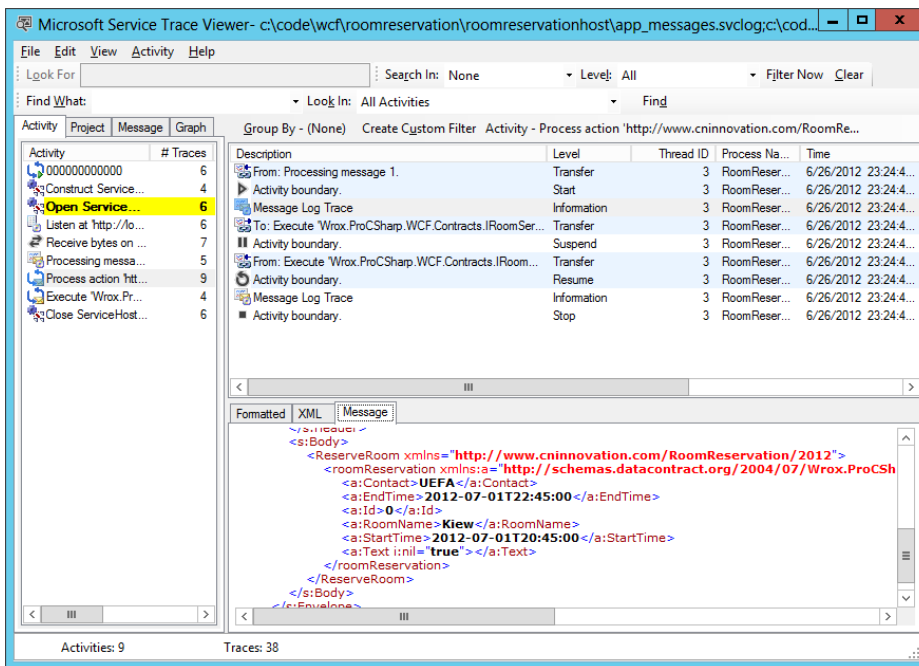 Microsoft Service Trace Viewer- c:\code\wcf\roomreservation\roomreservationhost\app_messages.svclog;c:\cod...
File Edit View Activity Help
Look For Search In: None Level: All Filter Now Clear
Find What: Look In: All Activities Find
Activity Project Message Graph
Group By - (None) Create Custom Filter Activity - Process action 'http://www.cninnovation.com/RoomRe...
Activity # Traces
000000000000 6
Construct Service... 4
Open Service... 6
Listen at 'http://lo... 6
Receive bytes on ... 7
Processing messa... 5
Process action 'htt... 9
Execute 'Wrox.Pr... 4
Close ServiceHost... 6
Description Level Thread ID Process Na... Time
From: Processing message 1. Transfer 3 RoomReser... 6/26/2012 23:24:4...
Activity boundary. Start 3 RoomReser... 6/26/2012 23:24:4...
Message Log Trace Information 3 RoomReser... 6/26/2012 23:24:4...
To: Execute 'Wrox.ProCSharp.WCF.Contracts.IRoomSer... Transfer 3 RoomReser... 6/26/2012 23:24:4...
Activity boundary. Suspend 3 RoomReser... 6/26/2012 23:24:4...
From: Execute 'Wrox.ProCSharp.WCF.Contracts.IRoom... Transfer 3 RoomReser... 6/26/2012 23:24:4...
Activity boundary. Resume 3 RoomReser... 6/26/2012 23:24:4...
Message Log Trace Information 3 RoomReser... 6/26/2012 23:24:4...
Activity boundary. Stop 3 RoomReser... 6/26/2012 23:24:4...
Formatted XML Message
</s:Header>
<s:Body>
<ReserveRoom xmlns="http://www.cninnovation.com/RoomReservation/2012">
<roomReservation xmlns:a="http://schemas.datacontract.org/2004/07/Wrox.ProCSh
<a:Contact>UEFA</a:Contact>
<a:EndTime>2012-07-01T22:45:00</a:EndTime>
<a:Id>0</a:Id>
<a:RoomName>Kiew</a:RoomName>
<a:StartTime>2012-07-01T20:45:00</a:StartTime>
<a:Text i:nil="true"></a:Text>
</roomReservation>
</ReserveRoom>
</s:Body>
</s:Envelope>
Activities: 9 Traces: 38